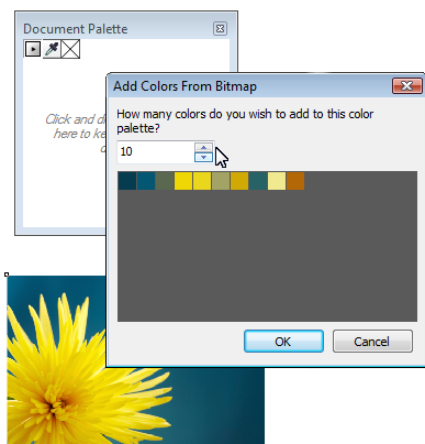 Document Palette
Add Colors From Bitmap
How many colors do you wish to add to this color
palette?
Click and
here to ke
10
OK
Cancel